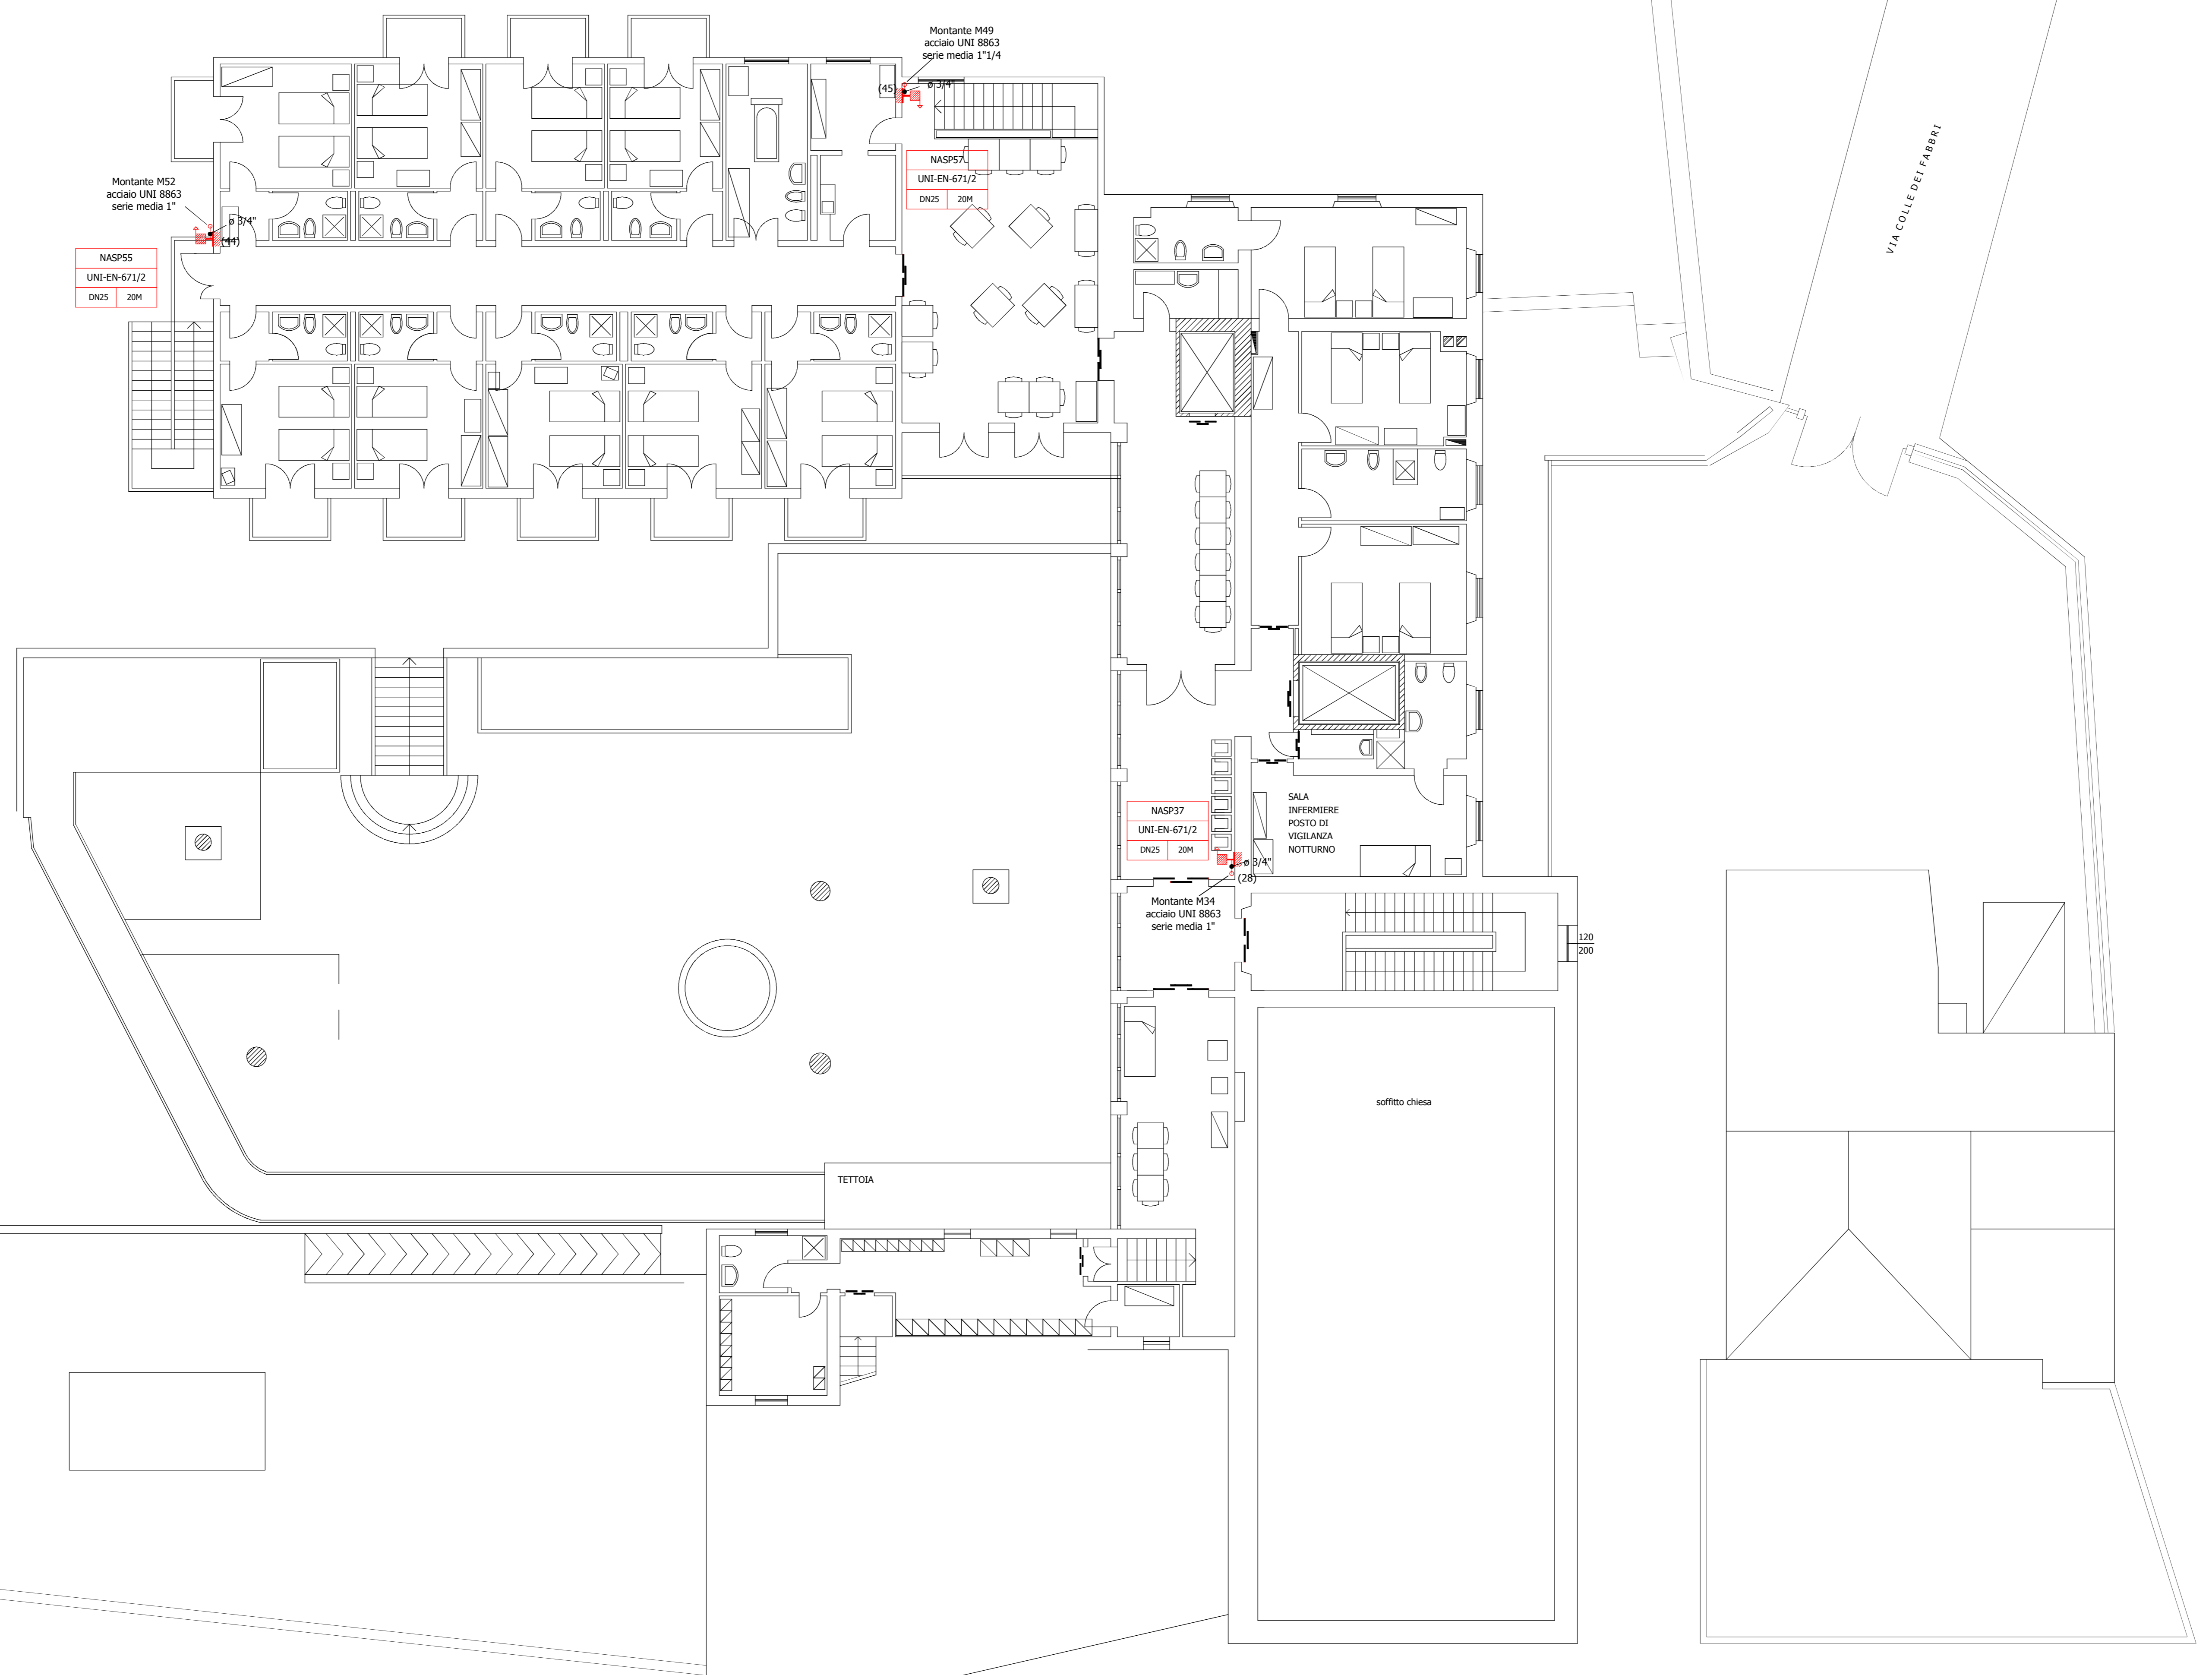 Montante M49
acciaio UNI 8863
serie media 1"1/4
(45)
ø 3/4"
NASP57
UNI-EN-671/2
DN25 20M
Montante M52
acciaio UNI 8863
serie media 1"
ø 3/4"
(44)
NASP55
UNI-EN-671/2
DN25 20M
VIA COLLE DEI FABBRI
NASP37
UNI-EN-671/2
DN25 20M
SALA
INFERMIERE
POSTO DI
VIGILANZA
NOTTURNO
ø 3/4"
(28)
Montante M34
acciaio UNI 8863
serie media 1"
120
200
soffitto chiesa
TETTOIA